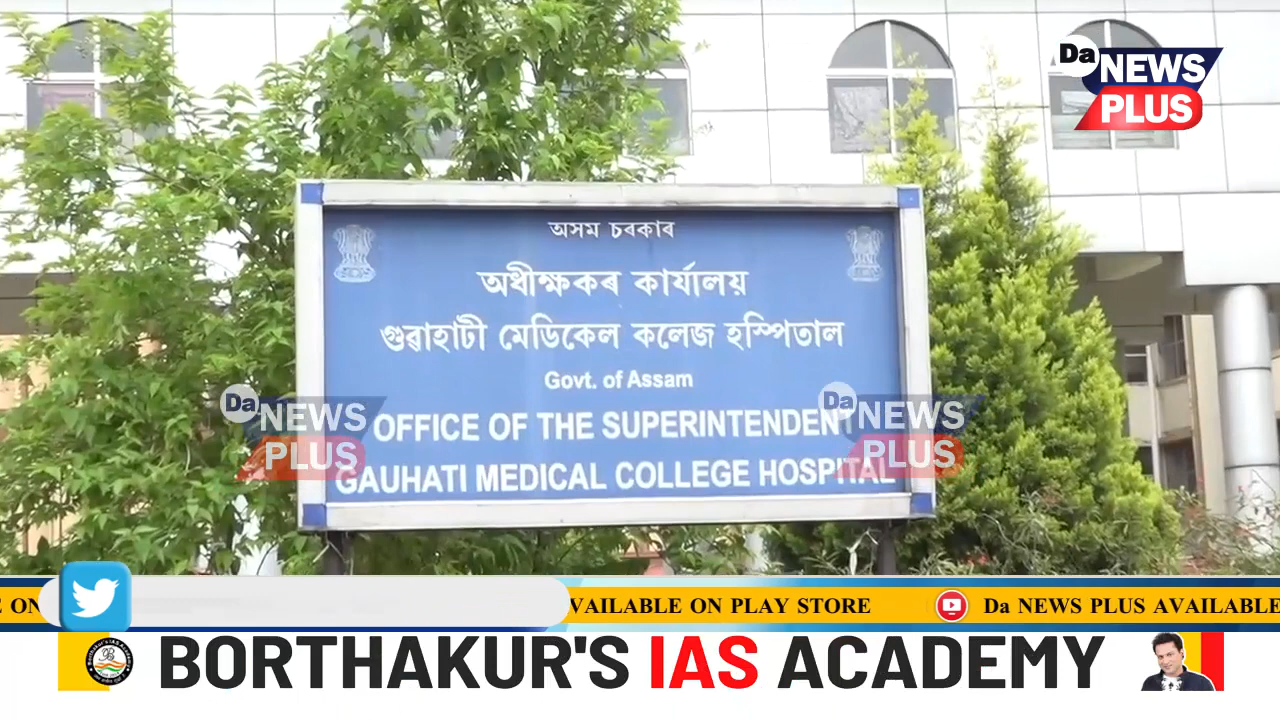 Da
NEWS
PLUS
অসম চৰকাৰ
অধীক্ষকৰ কাৰ্যালয়
গুৱাহাটী মেডিকেল কলেজ হস্পিতাল
Govt. of Assam
OFFICE OF THE SUPERINTENDENT
GAUHATI MEDICAL COLLEGE HOSPITAL
Da
NEWS
PLUS
Da
NEWS
PLUS
E ON
VAILABLE ON PLAY STORE
Da NEWS PLUS AVAILABLE
BORTHAKUR'S IAS ACADEMY